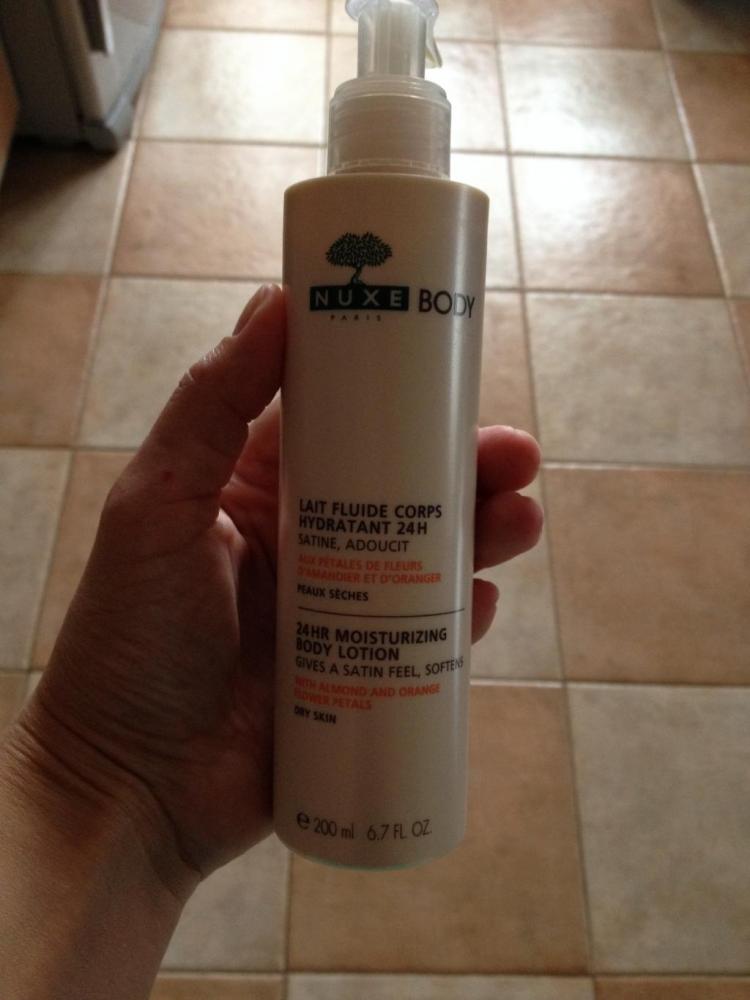 NUXE BODY
PARIS
LAIT FLUIDE CORPS
HYDRATANT 24H
SATINE, ADOUCIT
AUX PÉTALES DE FLEURS
D'AMANDIER ET D'ORANGER
PEAUX SÈCHES
24HR MOISTURIZING
BODY LOTION
GIVES A SATIN FEEL, SOFTENS
WITH ALMOND AND ORANGE
FLOWER PETALS
DRY SKIN
℮ 200 ml 6.7 FL. OZ.